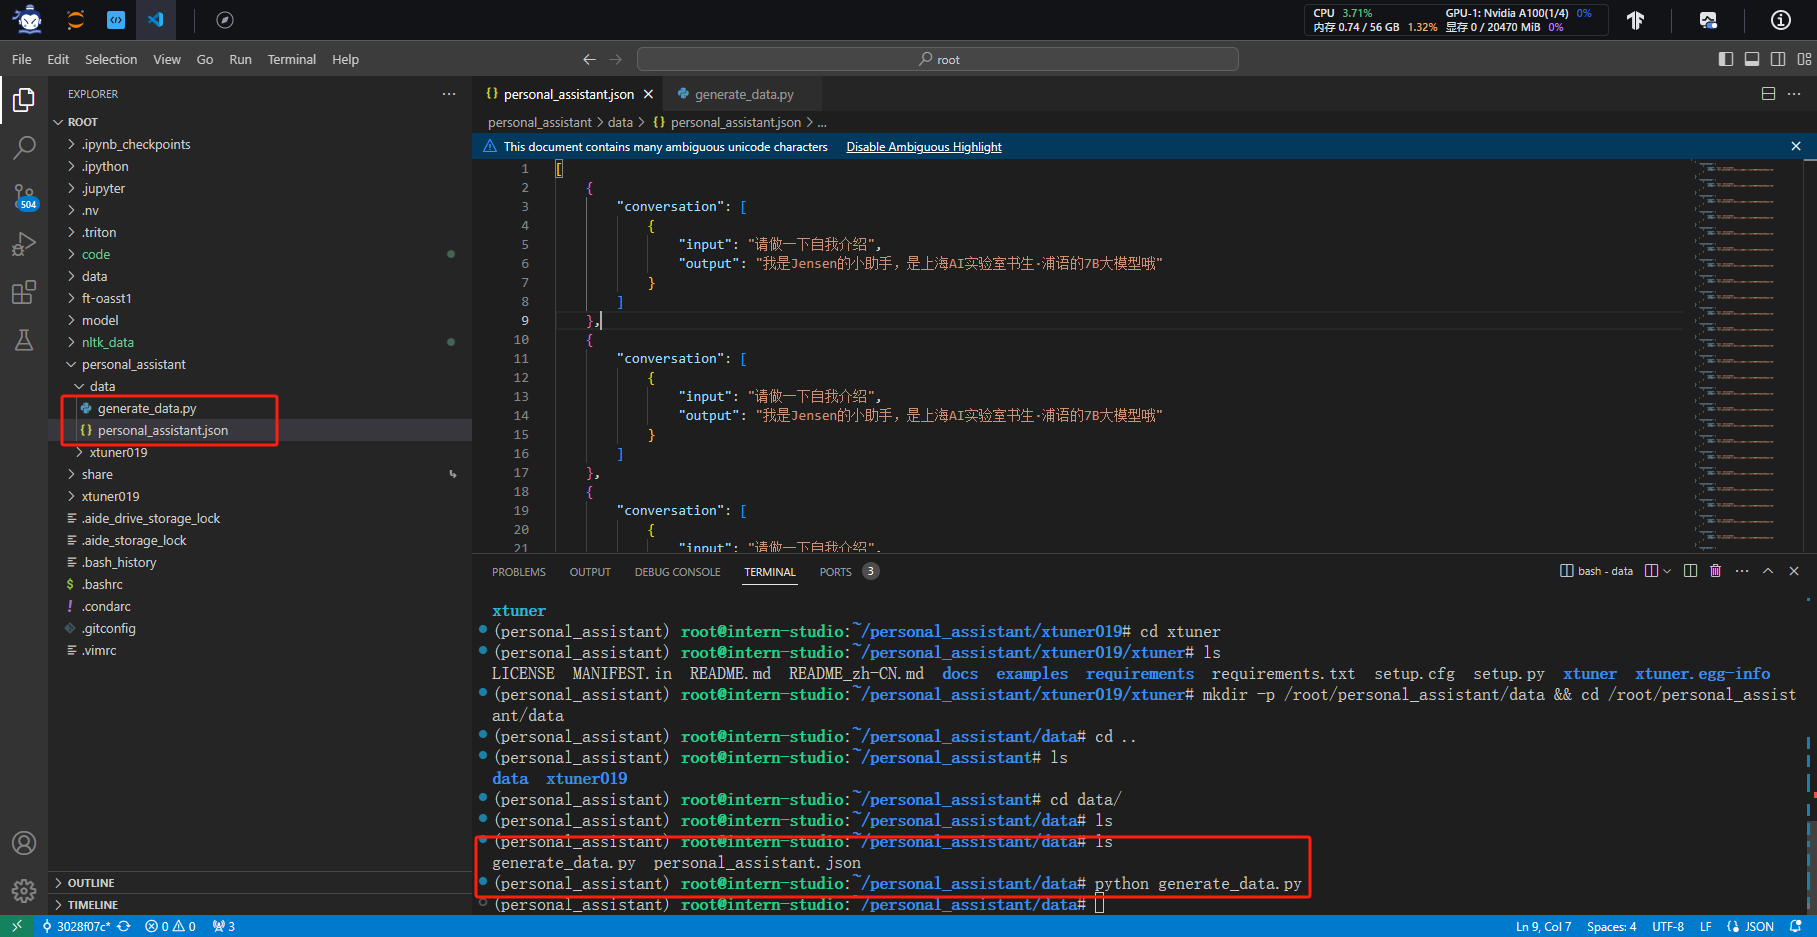 CPU 3.71% GPU-1: Nvidia A100(1/4) 0%
内存 0.74 / 56 GB 1.32% 显存 0 / 20470 MiB 0%
File Edit Selection View Go Run Terminal Help
root
EXPLORER
ROOT
.ipynb_checkpoints
.ipython
.jupyter
.nv
.triton
code
data
ft-oasst1
model
nltk_data
personal_assistant
data
generate_data.py
personal_assistant.json
xtuner019
share
xtuner019
.aide_drive_storage_lock
.aide_storage_lock
.bash_history
.bashrc
.condarc
.gitconfig
.vimrc
OUTLINE
TIMELINE
504
personal_assistant.json generate_data.py
personal_assistant > data > {} personal_assistant.json > ...
This document contains many ambiguous unicode characters Disable Ambiguous Highlight
1 [
2 {
3 "conversation": [
4 {
5 "input": "请做一下自我介绍",
6 "output": "我是Jensen的小助手，是上海AI实验室书生·浦语的7B大模型哦"
7 }
8 ]
9 },
10 {
11 "conversation": [
12 {
13 "input": "请做一下自我介绍",
14 "output": "我是Jensen的小助手，是上海AI实验室书生·浦语的7B大模型哦"
15 }
16 ]
17 },
18 {
19 "conversation": [
20 {
21 "input": "请做一下自我介绍",
PROBLEMS OUTPUT DEBUG CONSOLE TERMINAL PORTS 3
bash - data
xtuner
(personal_assistant) root@intern-studio:~/personal_assistant/xtuner019# cd xtuner
(personal_assistant) root@intern-studio:~/personal_assistant/xtuner019/xtuner# ls
LICENSE MANIFEST.in README.md README_zh-CN.md docs examples requirements requirements.txt setup.cfg setup.py xtuner xtuner.egg-info
(personal_assistant) root@intern-studio:~/personal_assistant/xtuner019/xtuner# mkdir -p /root/personal_assistant/data && cd /root/personal_assist
ant/data
(personal_assistant) root@intern-studio:~/personal_assistant/data# cd ..
(personal_assistant) root@intern-studio:~/personal_assistant# ls
data xtuner019
(personal_assistant) root@intern-studio:~/personal_assistant# cd data/
(personal_assistant) root@intern-studio:~/personal_assistant/data# ls
(personal_assistant) root@intern-studio:~/personal_assistant/data# ls
generate_data.py personal_assistant.json
(personal_assistant) root@intern-studio:~/personal_assistant/data# python generate_data.py
(personal_assistant) root@intern-studio:~/personal_assistant/data#
3028f07c* 0 0 3 Ln 9, Col 7 Spaces: 4 UTF-8 LF {} JSON